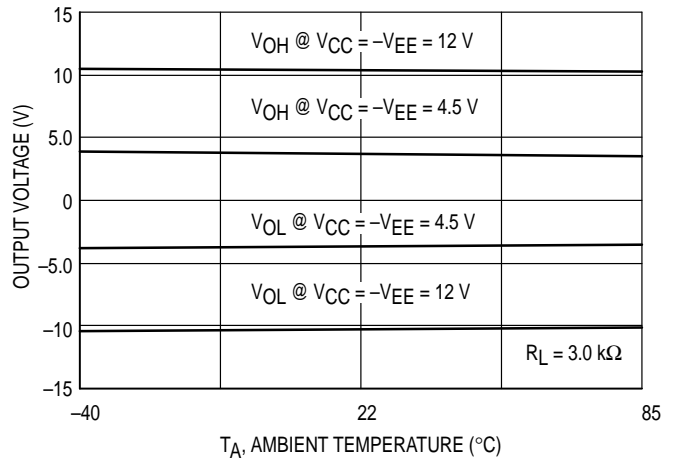 15
10
5.0
0
–5.0
–10
–15
OUTPUT VOLTAGE (V)
VOH @ VCC = –VEE = 12 V
VOH @ VCC = –VEE = 4.5 V
VOL @ VCC = –VEE = 4.5 V
VOL @ VCC = –VEE = 12 V
RL = 3.0 kΩ
–40 22 85
TA, AMBIENT TEMPERATURE (°C)